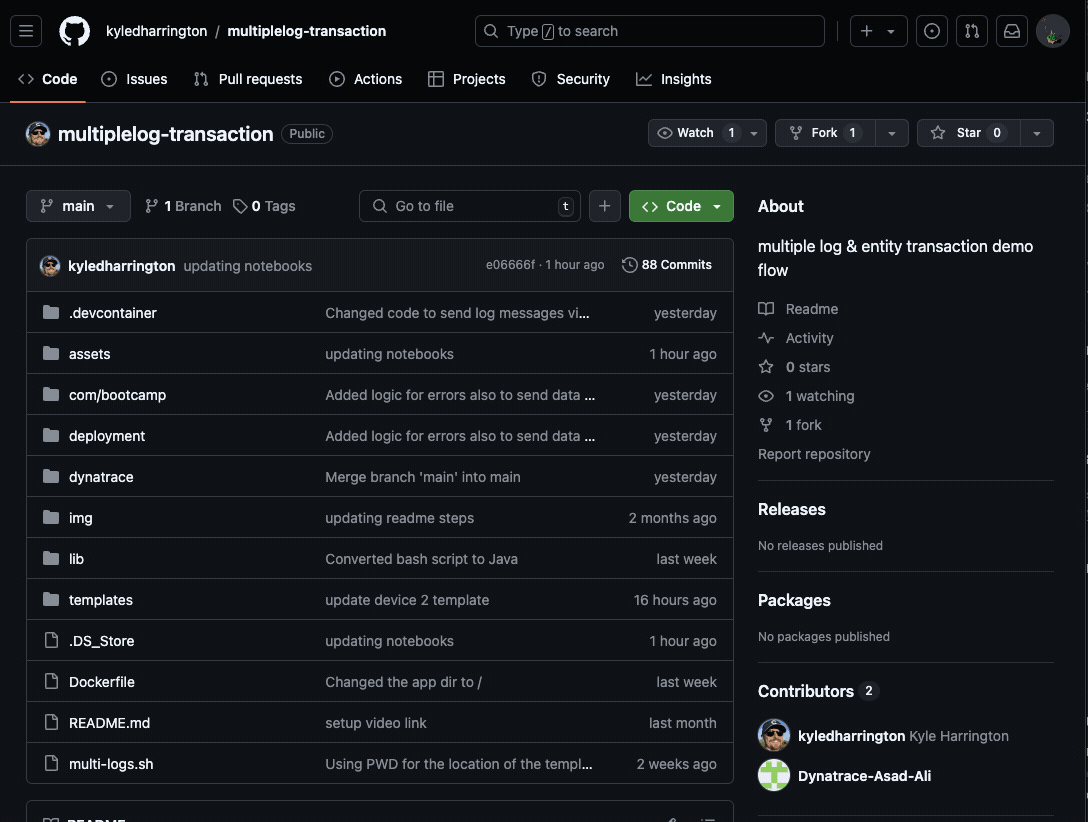 kyledharrington / multiplelog-transaction
Type / to search
Code
Issues
Pull requests
Actions
Projects
Security
Insights
multiplelog-transaction Public
Watch 1
Fork 1
Star 0
main
1 Branch
0 Tags
Go to file t
Code
kyledharrington updating notebooks e06666f · 1 hour ago 88 Commits
.devcontainer Changed code to send log messages vi... yesterday
assets updating notebooks 1 hour ago
com/bootcamp Added logic for errors also to send data ... yesterday
deployment Added logic for errors also to send data ... yesterday
dynatrace Merge branch 'main' into main yesterday
img updating readme steps 2 months ago
lib Converted bash script to Java last week
templates update device 2 template 16 hours ago
.DS_Store updating notebooks 1 hour ago
Dockerfile Changed the app dir to / last week
README.md setup video link last month
multi-logs.sh Using PWD for the location of the templ... 2 weeks ago
README
About
multiple log & entity transaction demo
flow
Readme
Activity
0 stars
1 watching
1 fork
Report repository
Releases
No releases published
Packages
No packages published
Contributors 2
kyledharrington Kyle Harrington
Dynatrace-Asad-Ali